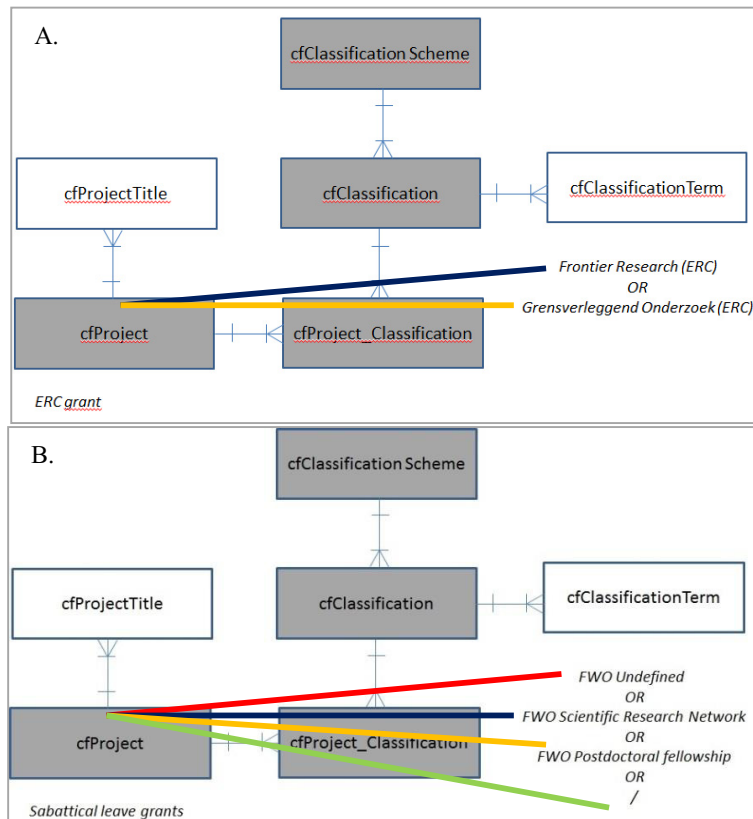 A.
cfClassification Scheme
cfProjectTitle
cfClassification
cfClassificationTerm
Frontier Research (ERC)
OR
Grensverleggend Onderzoek (ERC)
cfProject
cfProject_Classification
ERC grant
B.
cfClassification Scheme
cfProjectTitle
cfClassification
cfClassificationTerm
FWO Undefined
OR
FWO Scientific Research Network
OR
FWO Postdoctoral fellowship
OR
/
cfProject
cfProject_Classification
Sabattical leave grants